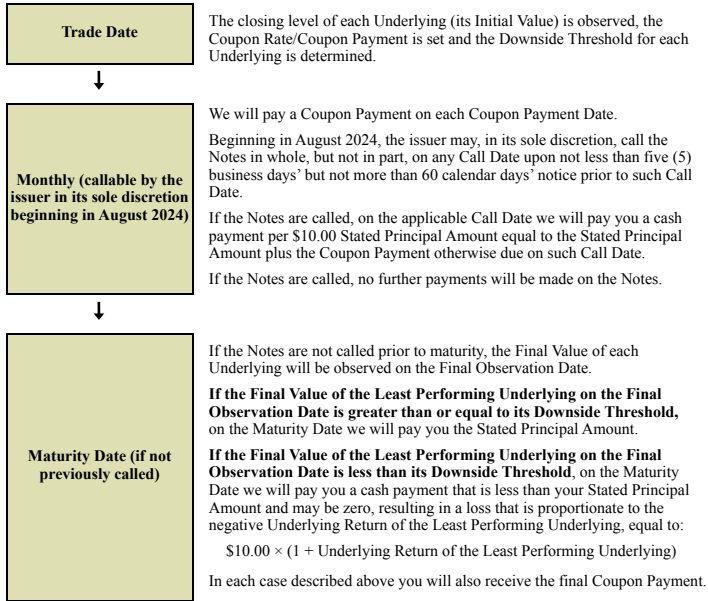 Trade Date
The closing level of each Underlying (its Initial Value) is observed, the
Coupon Rate/Coupon Payment is set and the Downside Threshold for each
Underlying is determined.
Monthly (callable by the
issuer in its sole discretion
beginning in August 2024)
We will pay a Coupon Payment on each Coupon Payment Date.
Beginning in August 2024, the issuer may, in its sole discretion, call the
Notes in whole, but not in part, on any Call Date upon not less than five (5)
business days’ but not more than 60 calendar days’ notice prior to such Call
Date.
If the Notes are called, on the applicable Call Date we will pay you a cash
payment per $10.00 Stated Principal Amount equal to the Stated Principal
Amount plus the Coupon Payment otherwise due on such Call Date.
If the Notes are called, no further payments will be made on the Notes.
Maturity Date (if not
previously called)
If the Notes are not called prior to maturity, the Final Value of each
Underlying will be observed on the Final Observation Date.
If the Final Value of the Least Performing Underlying on the Final
Observation Date is greater than or equal to its Downside Threshold,
on the Maturity Date we will pay you the Stated Principal Amount.
If the Final Value of the Least Performing Underlying on the Final
Observation Date is less than its Downside Threshold, on the Maturity
Date we will pay you a cash payment that is less than your Stated Principal
Amount and may be zero, resulting in a loss that is proportionate to the
negative Underlying Return of the Least Performing Underlying, equal to:
$10.00 × (1 + Underlying Return of the Least Performing Underlying)
In each case described above you will also receive the final Coupon Payment.